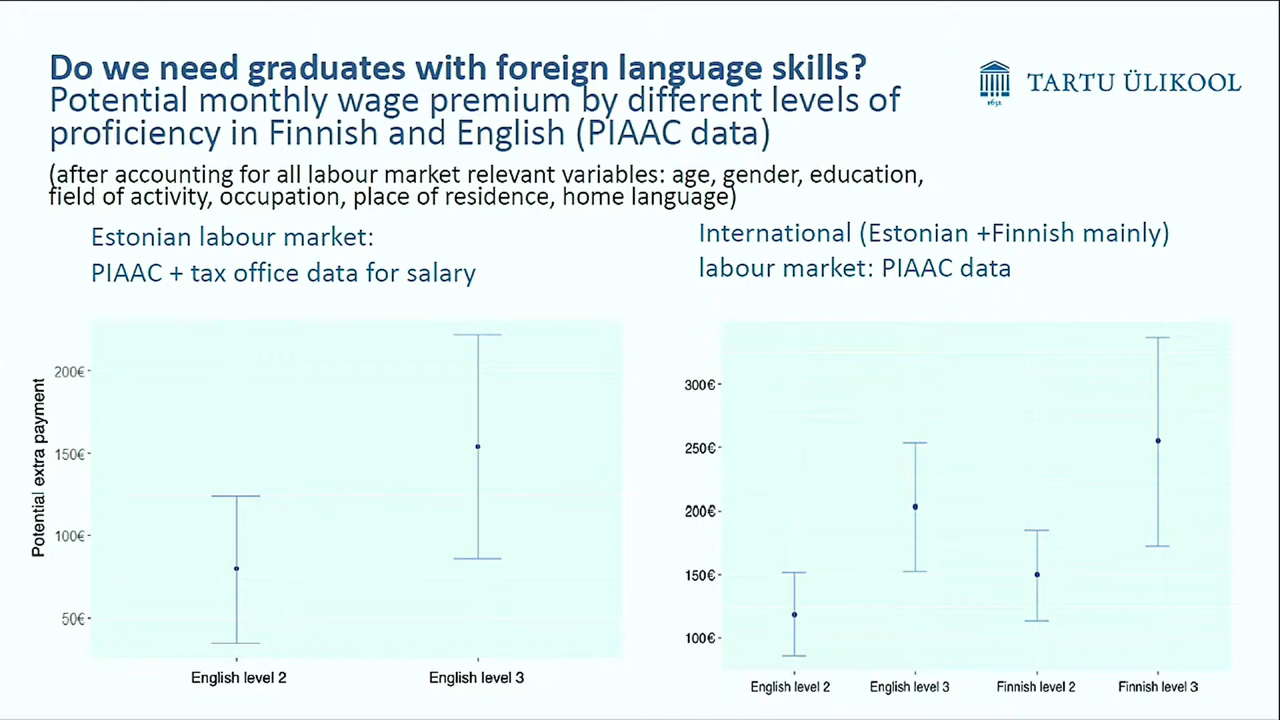 Do we need graduates with foreign language skills?
Potential monthly wage premium by different levels of
proficiency in Finnish and English (PIAAC data)
(after accounting for all labour market relevant variables: age, gender, education,
field of activity, occupation, place of residence, home language)
TARTU ÜLIKOOL
1632
Estonian labour market:
PIAAC + tax office data for salary
Potential extra payment
200€
150€
100€
50€
English level 2
English level 3
International (Estonian +Finnish mainly)
labour market: PIAAC data
300€
250€
200€
150€
100€
English level 2
English level 3
Finnish level 2
Finnish level 3